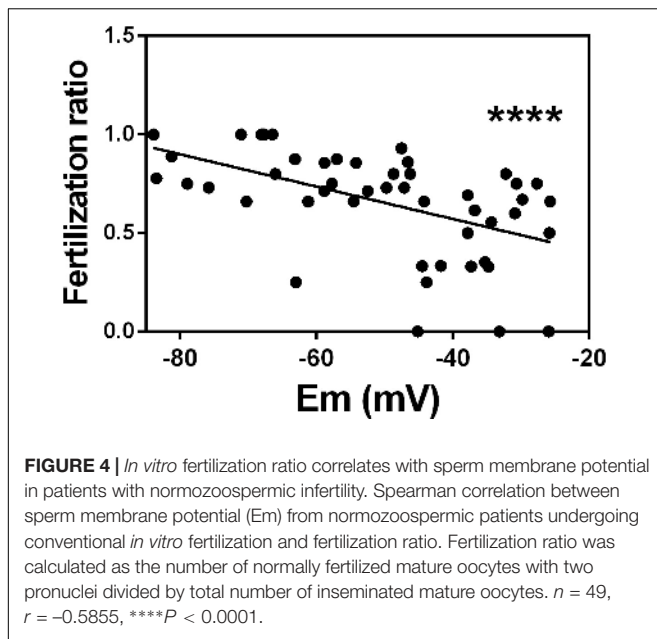 1.5
****
1.0
Fertilization ratio
0.5
0.0
-80 -60 -40 -20
Em (mV)
FIGURE 4 | In vitro fertilization ratio correlates with sperm membrane potential
in patients with normozoospermic infertility. Spearman correlation between
sperm membrane potential (Em) from normozoospermic patients undergoing
conventional in vitro fertilization and fertilization ratio. Fertilization ratio was
calculated as the number of normally fertilized mature oocytes with two
pronuclei divided by total number of inseminated mature oocytes. n = 49,
r = –0.5855, ****P < 0.0001.